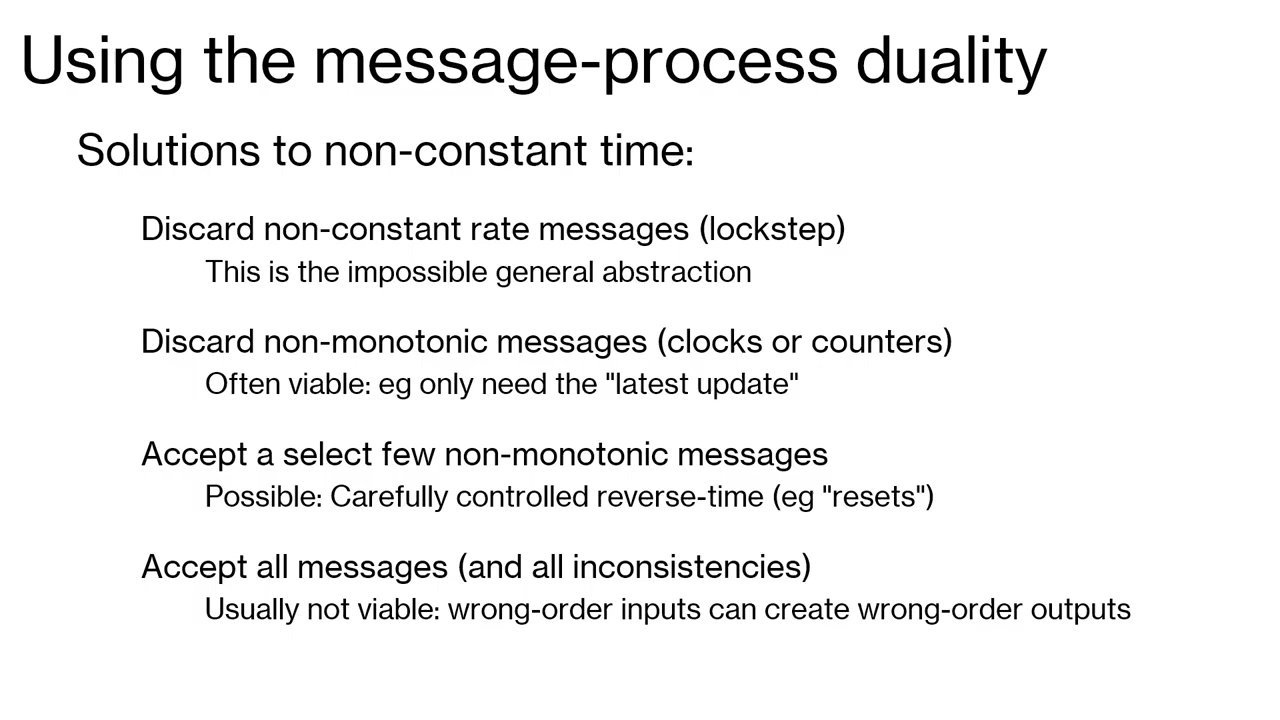 Using the message-process duality
Solutions to non-constant time:
Discard non-constant rate messages (lockstep)
This is the impossible general abstraction
Discard non-monotonic messages (clocks or counters)
Often viable: eg only need the "latest update"
Accept a select few non-monotonic messages
Possible: Carefully controlled reverse-time (eg "resets")
Accept all messages (and all inconsistencies)
Usually not viable: wrong-order inputs can create wrong-order outputs